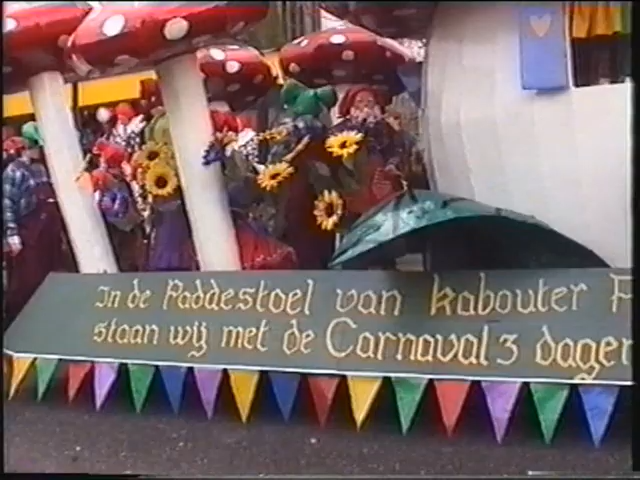 In de Paddestoel van kabouter
staan wij met de Carnaval 3 dagen